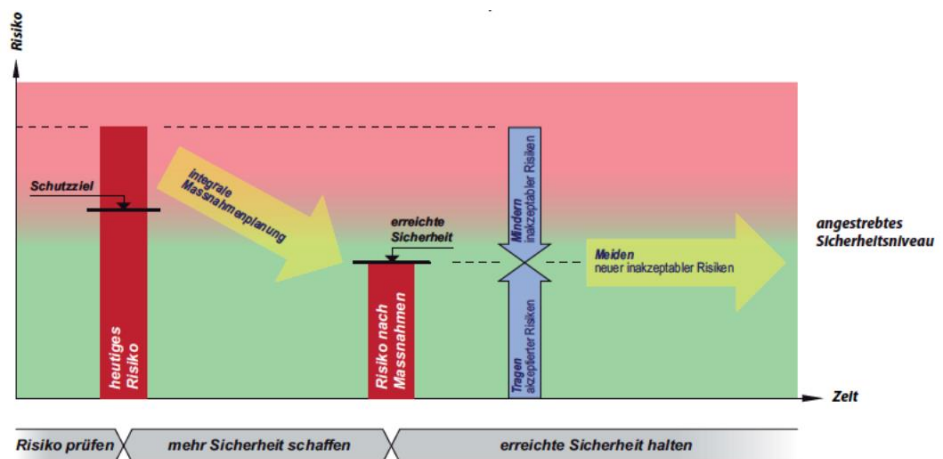 Risiko
Schutzziel
heutiges
Risiko
integrale
Massnahmenplanung
erreichte
Sicherheit
Risiko nach
Massnahmen
Mindern
inakzeptabler Risiken
Tragen
akzeptierter Risiken
Meiden
neuer inakzeptabler Risiken
angestrebtes
Sicherheitsniveau
Zeit
Risiko prüfen
mehr Sicherheit schaffen
erreichte Sicherheit halten